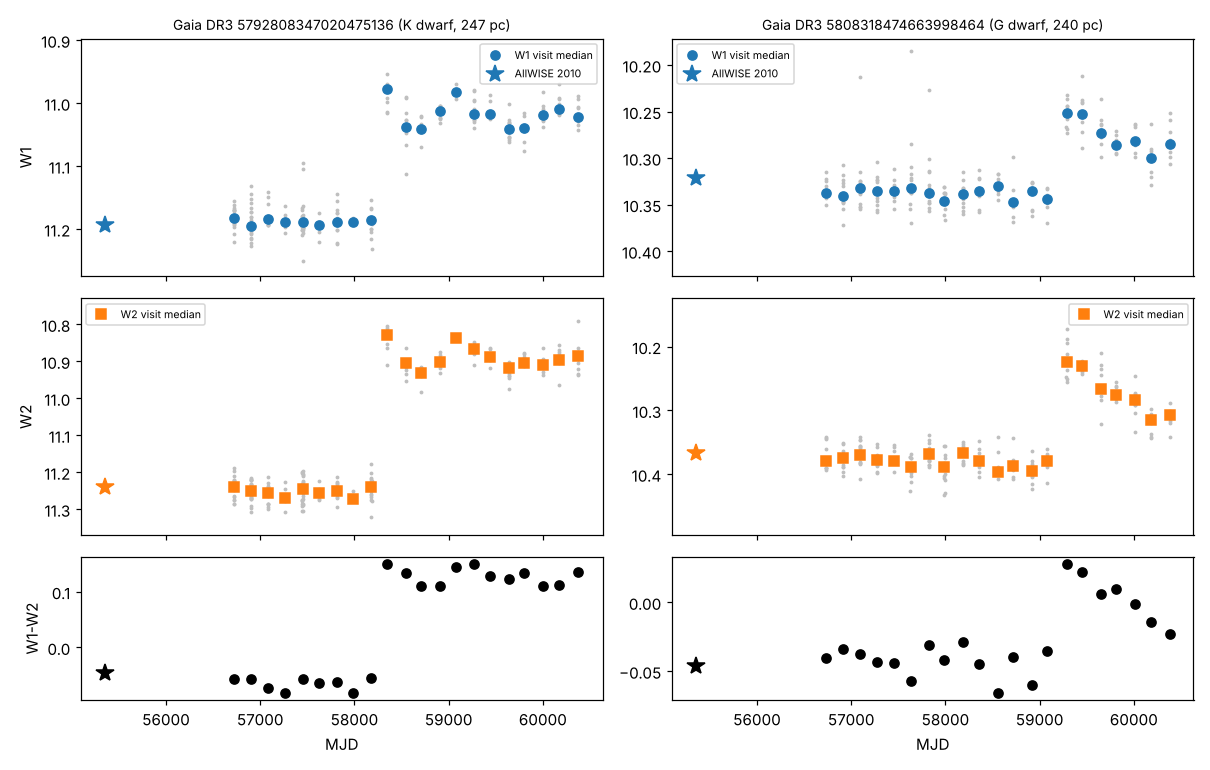 Gaia DR3 5792808347020475136 (K dwarf, 247 pc)
Gaia DR3 5808318474663998464 (G dwarf, 240 pc)
10.9
11.0
11.1
11.2
W1
W1 visit median
AllWISE 2010
10.20
10.25
10.30
10.35
10.40
W1 visit median
AllWISE 2010
10.8
10.9
11.0
11.1
11.2
11.3
W2
W2 visit median
10.2
10.3
10.4
W2 visit median
0.1
0.0
W1-W2
0.00
−0.05
56000 57000 58000 59000 60000
MJD
56000 57000 58000 59000 60000
MJD